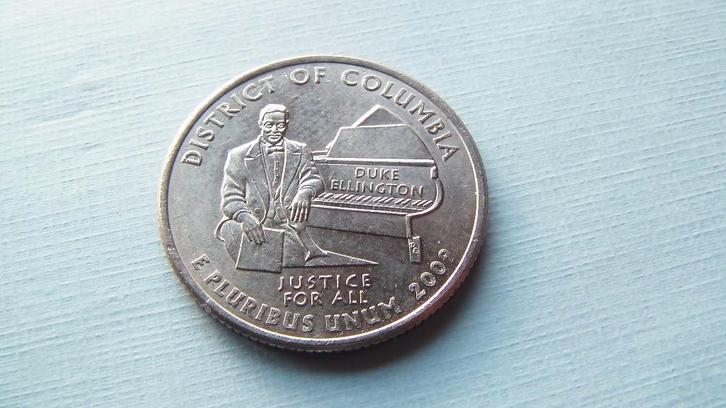 DISTRICT OF COLUMBIA
DUKE
ELLINGTON
JUSTICE
FOR ALL
E PLURIBUS UNUM 2009